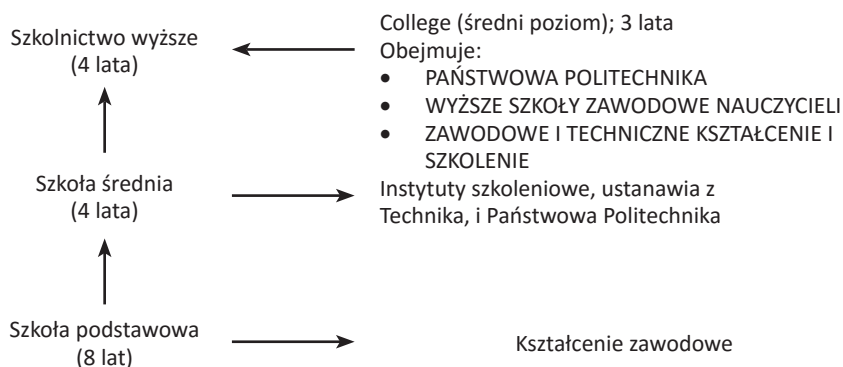 Szkolnictwo wyższe
(4 lata)
College (średni poziom); 3 lata
Obejmuje:
• PAŃSTWOWA POLITECHNIKA
• WYŻSZE SZKOŁY ZAWODOWE NAUCZYCIELI
• ZAWODOWE I TECHNICZNE KSZTAŁCENIE I
SZKOLENIE
Szkoła średnia
(4 lata)
Instytuty szkoleniowe, ustanawia z
Technika, i Państwowa Politechnika
Szkoła podstawowa
(8 lat)
Kształcenie zawodowe